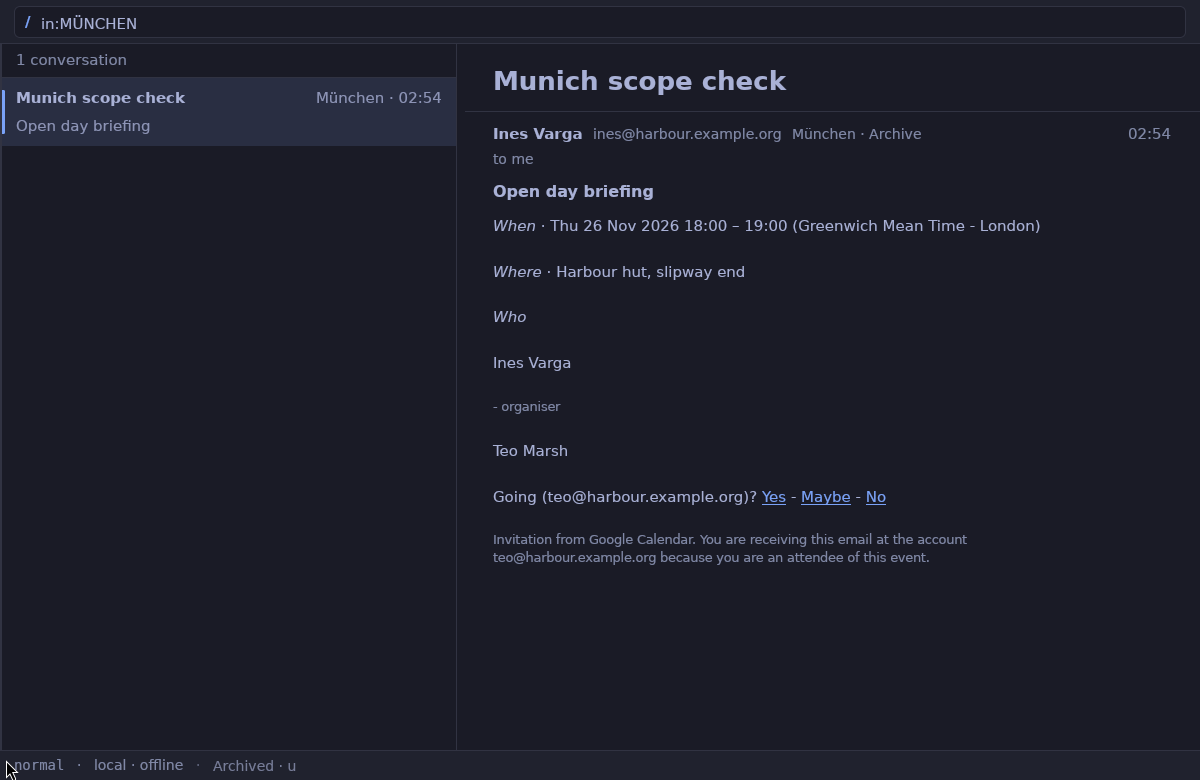 / in:MÜNCHEN
1 conversation
Munich scope check München · 02:54
Open day briefing
Munich scope check
Ines Varga ines@harbour.example.org München · Archive 02:54
to me
Open day briefing
When · Thu 26 Nov 2026 18:00 – 19:00 (Greenwich Mean Time - London)
Where · Harbour hut, slipway end
Who
Ines Varga
- organiser
Teo Marsh
Going (teo@harbour.example.org)? Yes - Maybe - No
Invitation from Google Calendar. You are receiving this email at the account
teo@harbour.example.org because you are an attendee of this event.
normal · local · offline · Archived · u